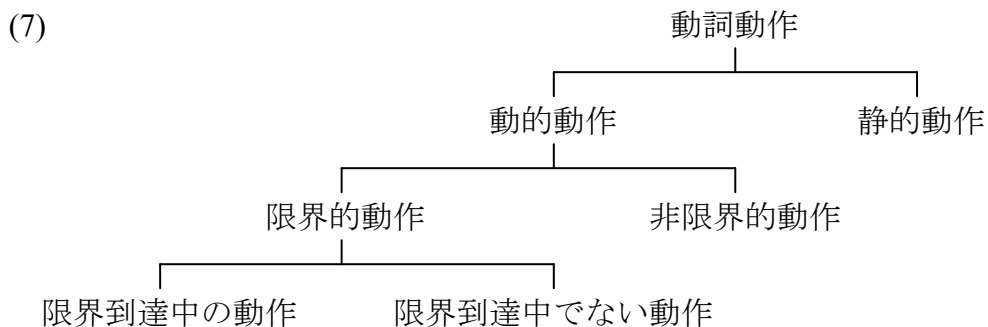 (7) 動詞動作
動的動作 静的動作
限界的動作 非限界的動作
限界到達中の動作 限界到達中でない動作